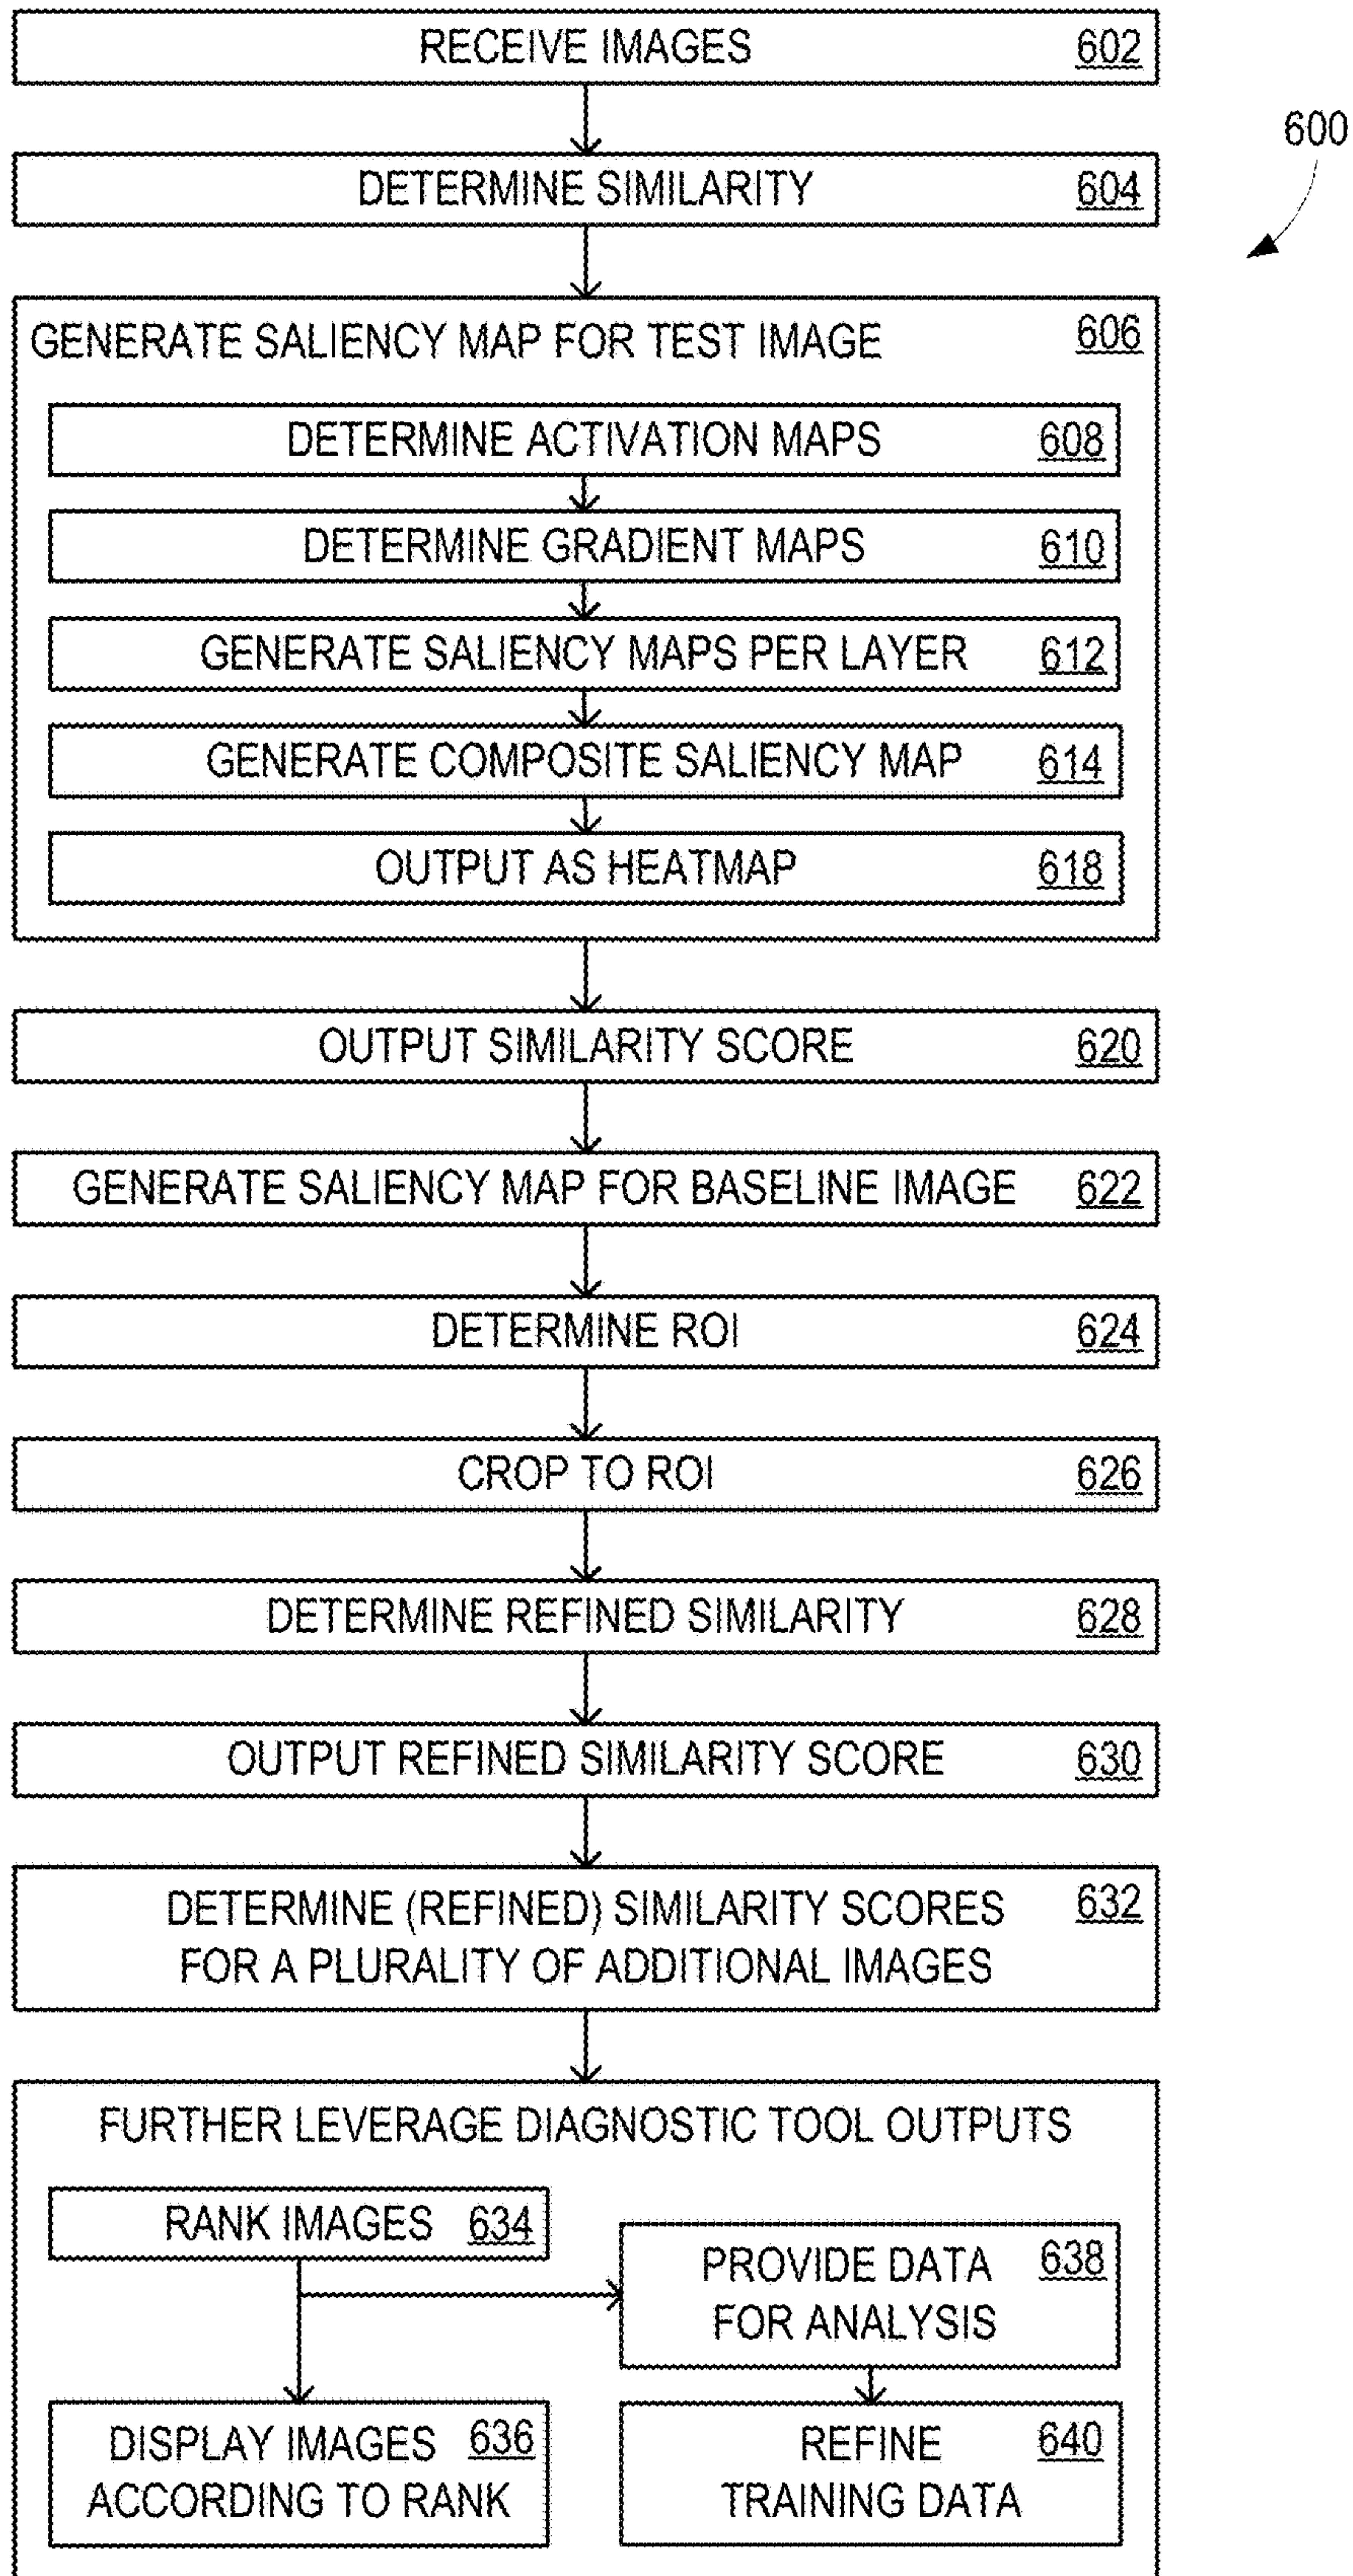 RECEIVE IMAGES 602
600
DETERMINE SIMILARITY 604
GENERATE SALIENCY MAP FOR TEST IMAGE 606
DETERMINE ACTIVATION MAPS 608
DETERMINE GRADIENT MAPS 610
GENERATE SALIENCY MAPS PER LAYER 612
GENERATE COMPOSITE SALIENCY MAP 614
OUTPUT AS HEATMAP 618
OUTPUT SIMILARITY SCORE 620
GENERATE SALIENCY MAP FOR BASELINE IMAGE 622
DETERMINE ROI 624
CROP TO ROI 626
DETERMINE REFINED SIMILARITY 628
OUTPUT REFINED SIMILARITY SCORE 630
DETERMINE (REFINED) SIMILARITY SCORES 632
FOR A PLURALITY OF ADDITIONAL IMAGES
FURTHER LEVERAGE DIAGNOSTIC TOOL OUTPUTS
RANK IMAGES 634
PROVIDE DATA 638
FOR ANALYSIS
DISPLAY IMAGES 636
ACCORDING TO RANK
REFINE 640
TRAINING DATA